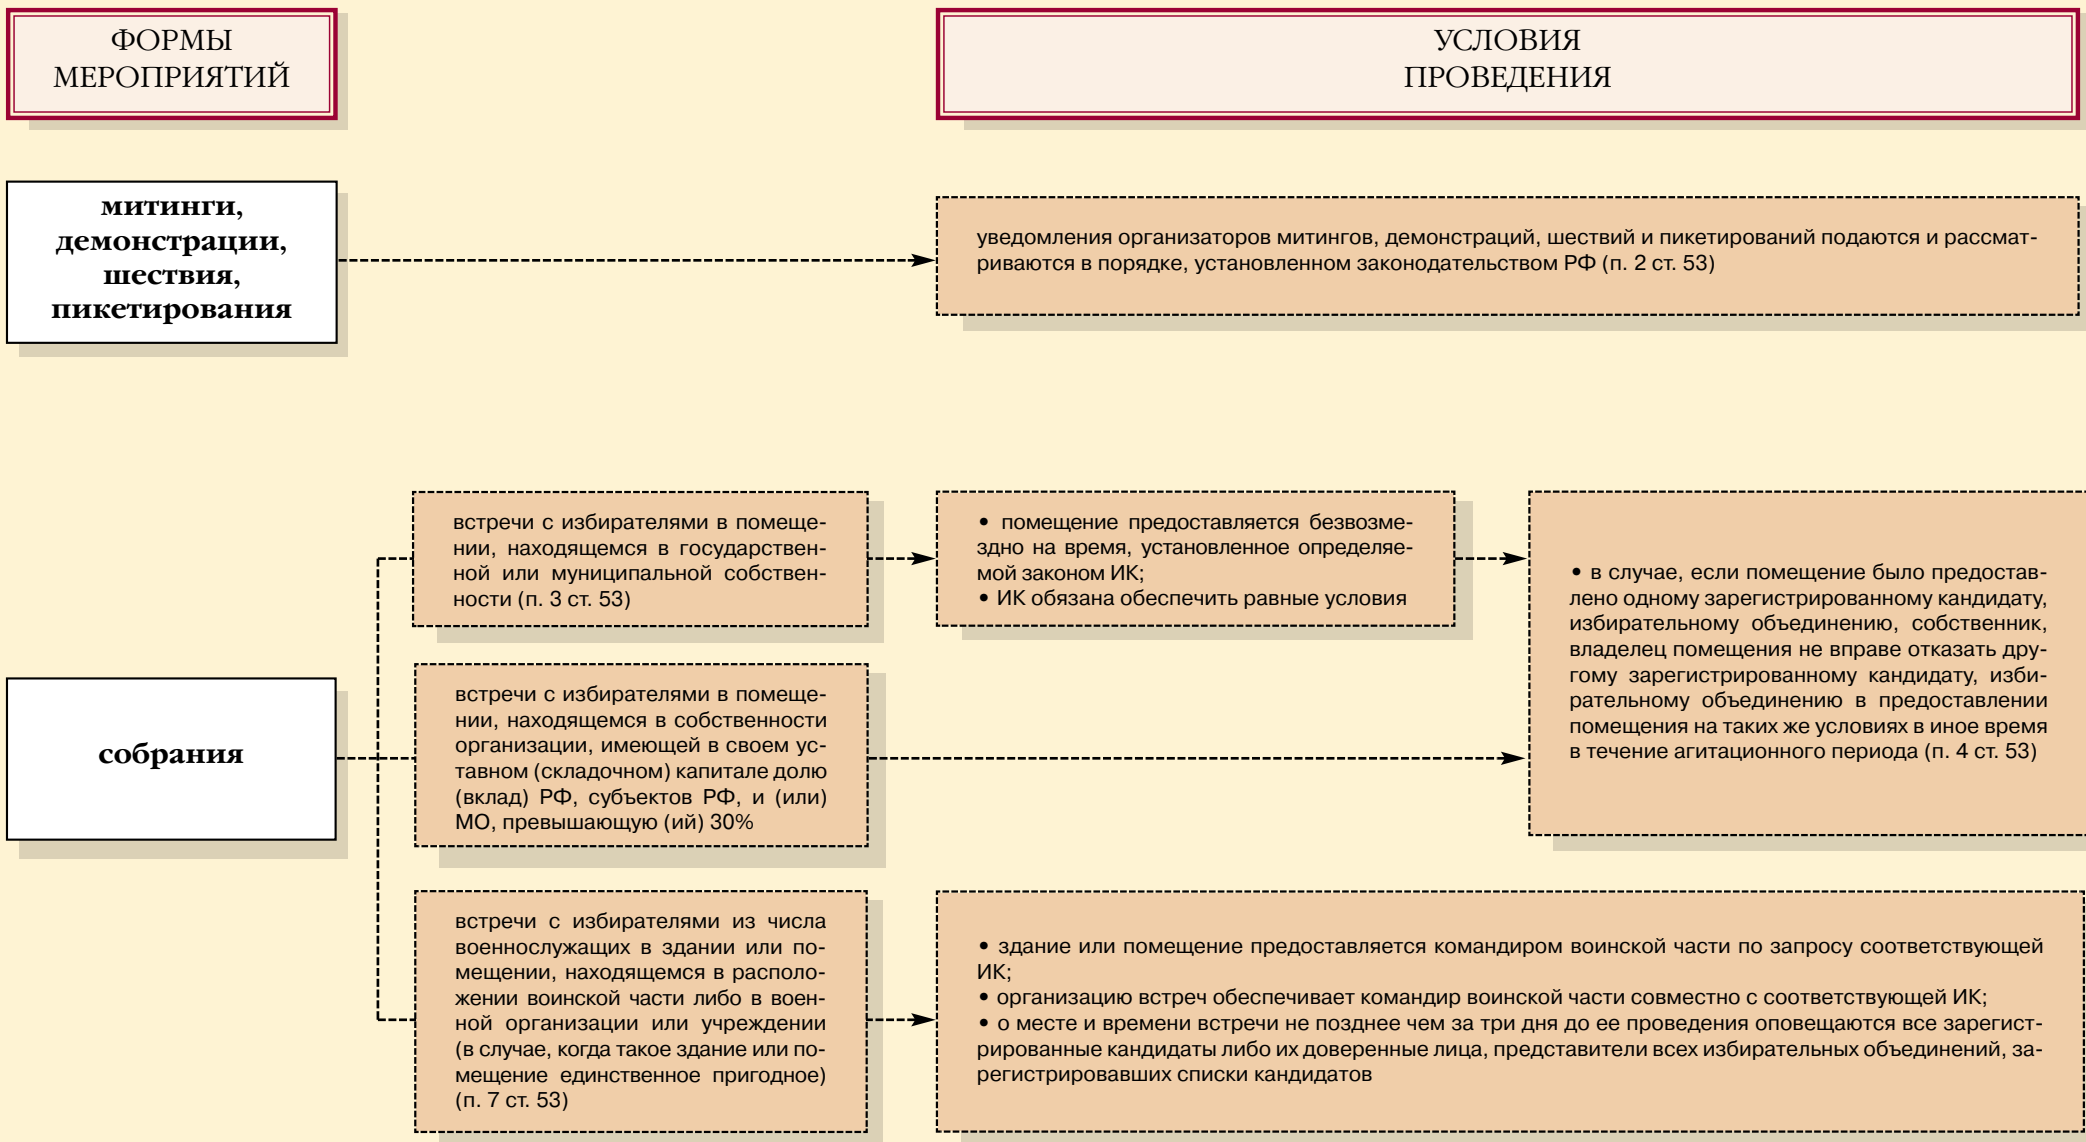 ФОРМЫ
МЕРОПРИЯТИЙ
УСЛОВИЯ
ПРОВЕДЕНИЯ
митинги,
демонстрации,
шествия,
пикетирования
уведомления организаторов митингов, демонстраций, шествий и пикетирований подаются и рассмат-
риваются в порядке, установленном законодательством РФ (п. 2 ст. 53)
собрания
встречи с избирателями в помеще-
нии, находящемся в государствен-
ной или муниципальной собствен-
ности (п. 3 ст. 53)
• помещение предоставляется безвозме-
здно на время, установленное определяе-
мой законом ИК;
• ИК обязана обеспечить равные условия
• в случае, если помещение было предостав-
лено одному зарегистрированному кандидату,
избирательному объединению, собственник,
владелец помещения не вправе отказать дру-
гому зарегистрированному кандидату, изби-
рательному объединению в предоставлении
помещения на таких же условиях в иное время
в течение агитационного периода (п. 4 ст. 53)
встречи с избирателями в помеще-
нии, находящемся в собственности
организации, имеющей в своем ус-
тавном (складочном) капитале долю
(вклад) РФ, субъектов РФ, и (или)
МО, превышающую (ий) 30%
встречи с избирателями из числа
военнослужащих в здании или по-
мещении, находящемся в располо-
жении воинской части либо в воен-
ной организации или учреждении
(в случае, когда такое здание или по-
мещение единственное пригодное)
(п. 7 ст. 53)
• здание или помещение предоставляется командиром воинской части по запросу соответствующей
ИК;
• организацию встреч обеспечивает командир воинской части совместно с соответствующей ИК;
• о месте и времени встречи не позднее чем за три дня до ее проведения оповещаются все зарегист-
рированные кандидаты либо их доверенные лица, представители всех избирательных объединений, за-
регистрировавших списки кандидатов